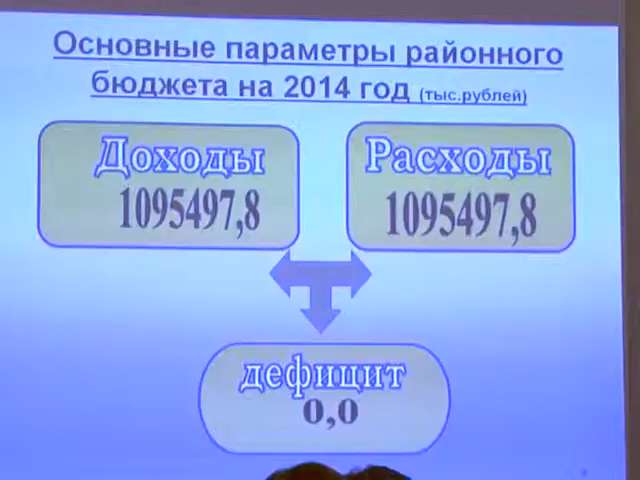 Основные параметры районного
бюджета на 2014 год (тыс.рублей)
Доходы
1095497,8
Расходы
1095497,8
дефицит
0,0